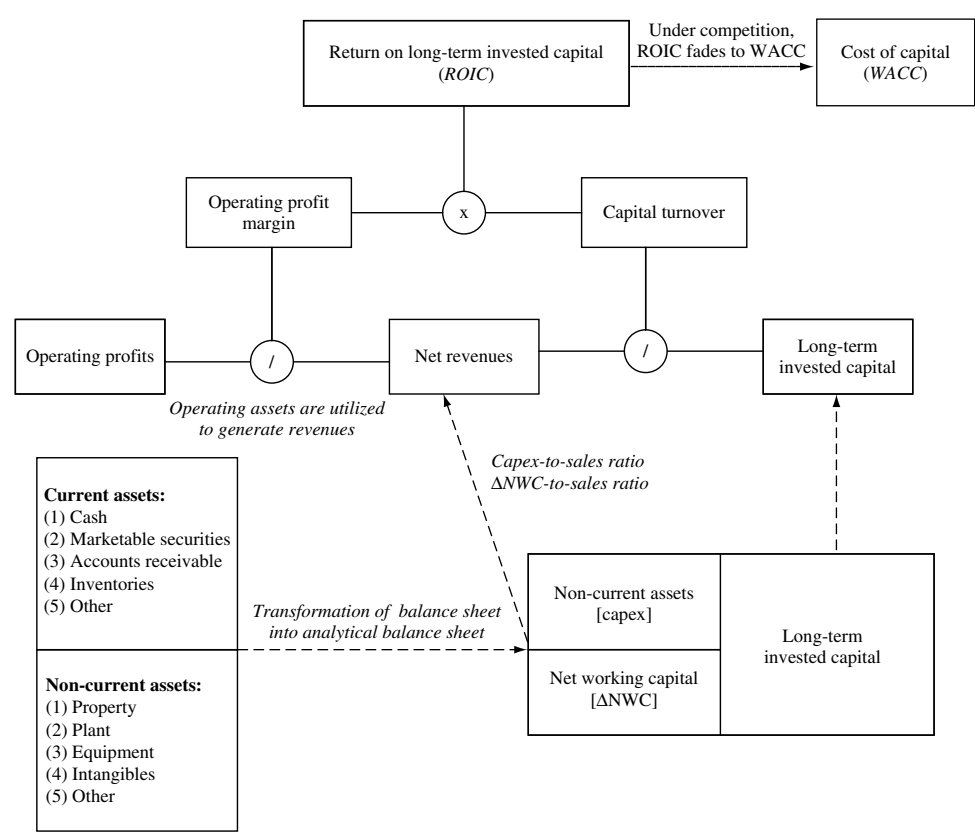 Return on long-term invested capital
(ROIC)
Under competition,
ROIC fades to WACC
Cost of capital
(WACC)
Operating profit
margin
x
Capital turnover
Operating profits
/
Net revenues
/
Long-term
invested capital
Operating assets are utilized
to generate revenues
Capex-to-sales ratio
ΔNWC-to-sales ratio
Current assets:
(1) Cash
(2) Marketable securities
(3) Accounts receivable
(4) Inventories
(5) Other
Transformation of balance sheet
into analytical balance sheet
Non-current assets
[capex]
Net working capital
[ΔNWC]
Long-term
invested capital
Non-current assets:
(1) Property
(2) Plant
(3) Equipment
(4) Intangibles
(5) Other